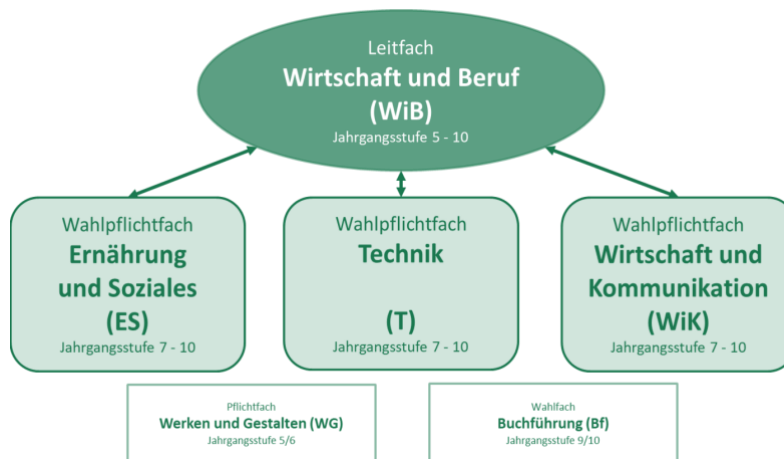 Leitfach
Wirtschaft und Beruf
(WiB)
Jahrgangsstufe 5 - 10
Wahlpflichtfach
Ernährung
und Soziales
(ES)
Jahrgangsstufe 7 - 10
Wahlpflichtfach
Technik
(T)
Jahrgangsstufe 7 - 10
Wahlpflichtfach
Wirtschaft und
Kommunikation
(WiK)
Jahrgangsstufe 7 - 10
Pflichtfach
Werken und Gestalten (WG)
Jahrgangsstufe 5/6
Wahlfach
Buchführung (Bf)
Jahrgangsstufe 9/10